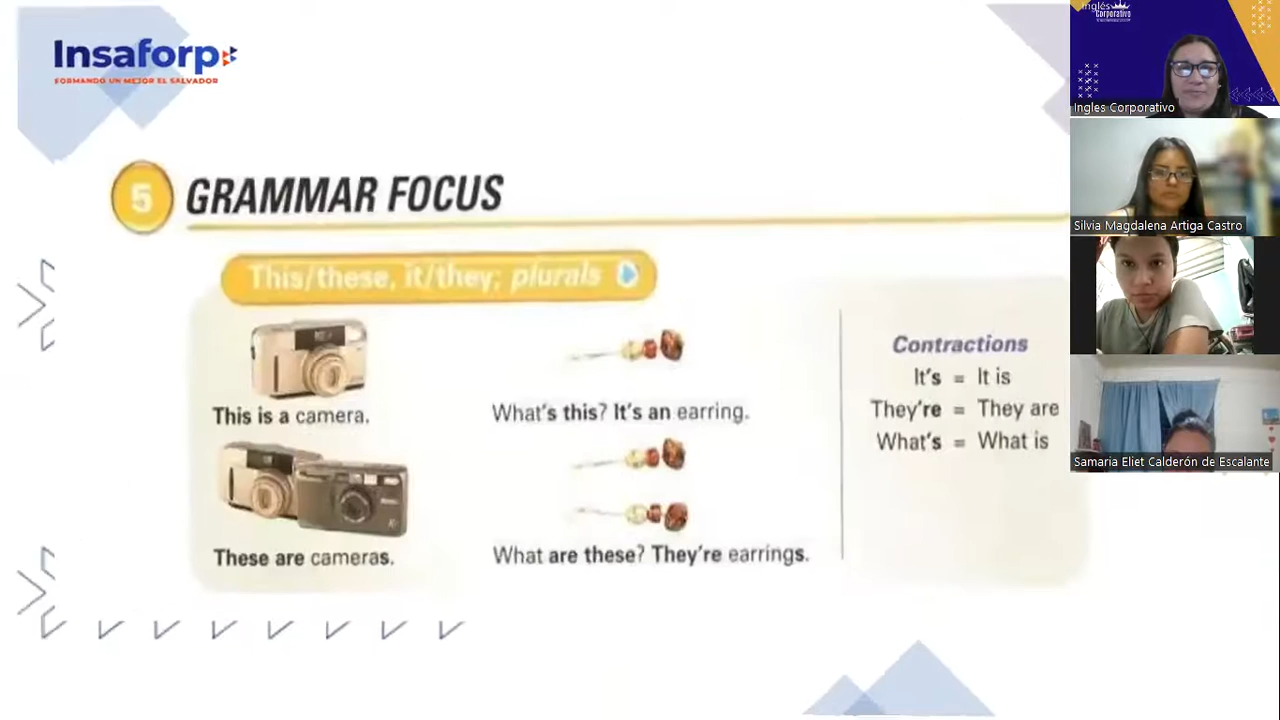 Insaforp
FORMANDO UN MEJOR EL SALVADOR
5 GRAMMAR FOCUS
This/these, it/they; plurals
This is a camera.
What's this? It's an earring.
These are cameras.
What are these? They're earrings.
Contractions
It's = It is
They're = They are
What's = What is
Inglés
Corporativo
Ingles Corporativo
Silvia Magdalena Artiga Castro
Samaria Eliet Calderón de Escalante